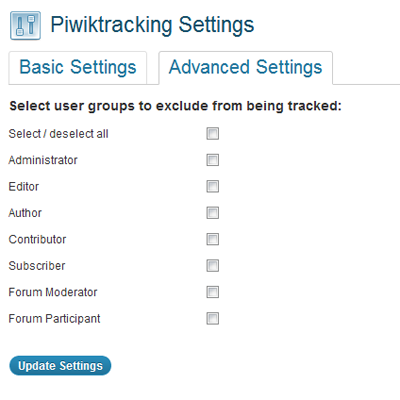 Piwiktracking Settings
Basic Settings Advanced Settings
Select user groups to exclude from being tracked:
Select / deselect all
Administrator
Editor
Author
Contributor
Subscriber
Forum Moderator
Forum Participant
Update Settings